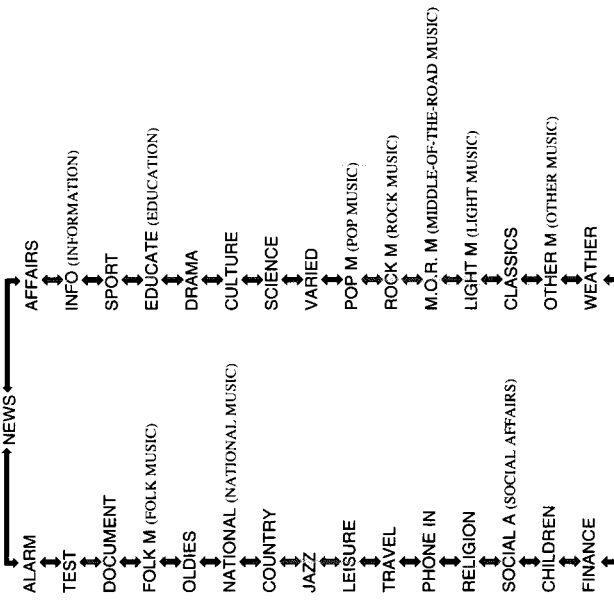 NEWS
ALARM
TEST
DOCUMENT
FOLK M (FOLK MUSIC)
OLDIES
NATIONAL (NATIONAL MUSIC)
COUNTRY
JAZZ
LEISURE
TRAVEL
PHONE IN
RELIGION
SOCIAL A (SOCIAL AFFAIRS)
CHILDREN
FINANCE
AFFAIRS
INFO (INFORMATION)
SPORT
EDUCATE (EDUCATION)
DRAMA
CULTURE
SCIENCE
VARIED
POP M (POP MUSIC)
ROCK M (ROCK MUSIC)
M.O.R. M (MIDDLE-OF-THE-ROAD MUSIC)
LIGHT M (LIGHT MUSIC)
CLASSICS
OTHER M (OTHER MUSIC)
WEATHER